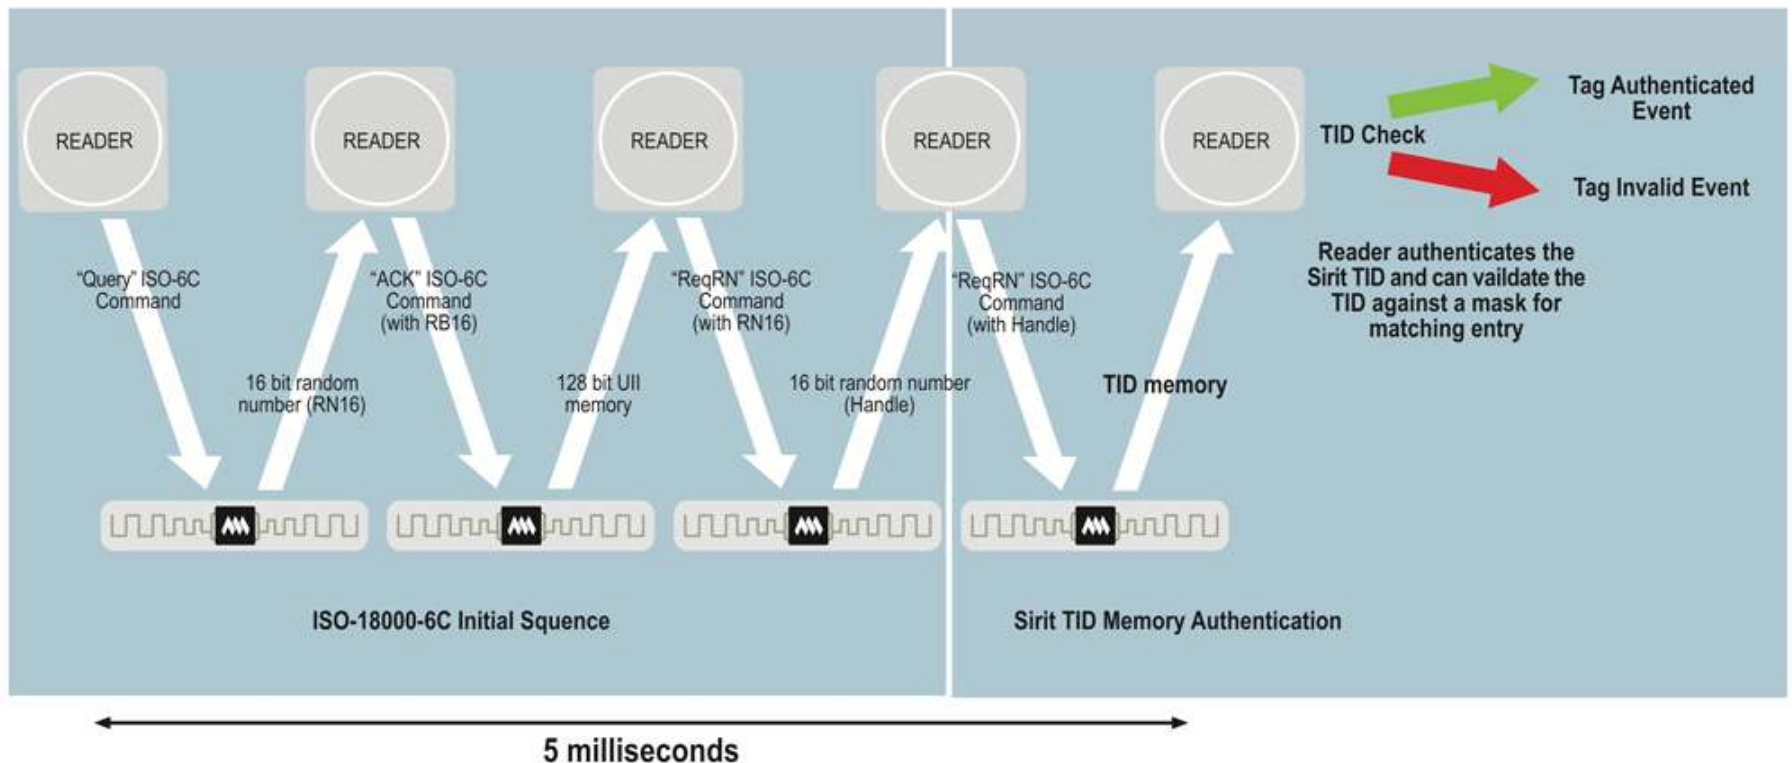 READER
READER
READER
READER
READER
TID Check
Tag Authenticated
Event
Tag Invalid Event
"Query" ISO-6C
Command
16 bit random
number (RN16)
"ACK" ISO-6C
Command
(with RB16)
128 bit UII
memory
"ReqRN" ISO-6C
Command
(with RN16)
16 bit random number
(Handle)
"ReqRN" ISO-6C
Command
(with Handle)
TID memory
Reader authenticates the
Sirit TID and can vaildate the
TID against a mask for
matching entry
ISO-18000-6C Initial Squence
Sirit TID Memory Authentication
5 milliseconds